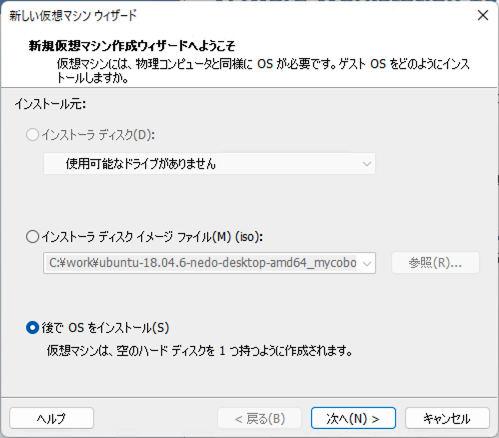 新しい仮想マシン ウィザード
新規仮想マシン作成ウィザードへようこそ
仮想マシンには、物理コンピュータと同様に OS が必要です。ゲスト OS をどのようにインス
トールしますか。
インストール元:
インストーラ ディスク(D):
使用可能なドライブがありません
インストーラ ディスク イメージ ファイル(M) (iso):
C:¥work¥ubuntu-18.04.6-nedo-desktop-amd64_mycobo
参照(R)...
後で OS をインストール(S)
仮想マシンは、空のハード ディスクを 1 つ持つように作成されます。
ヘルプ
< 戻る(B)
次へ(N) >
キャンセル